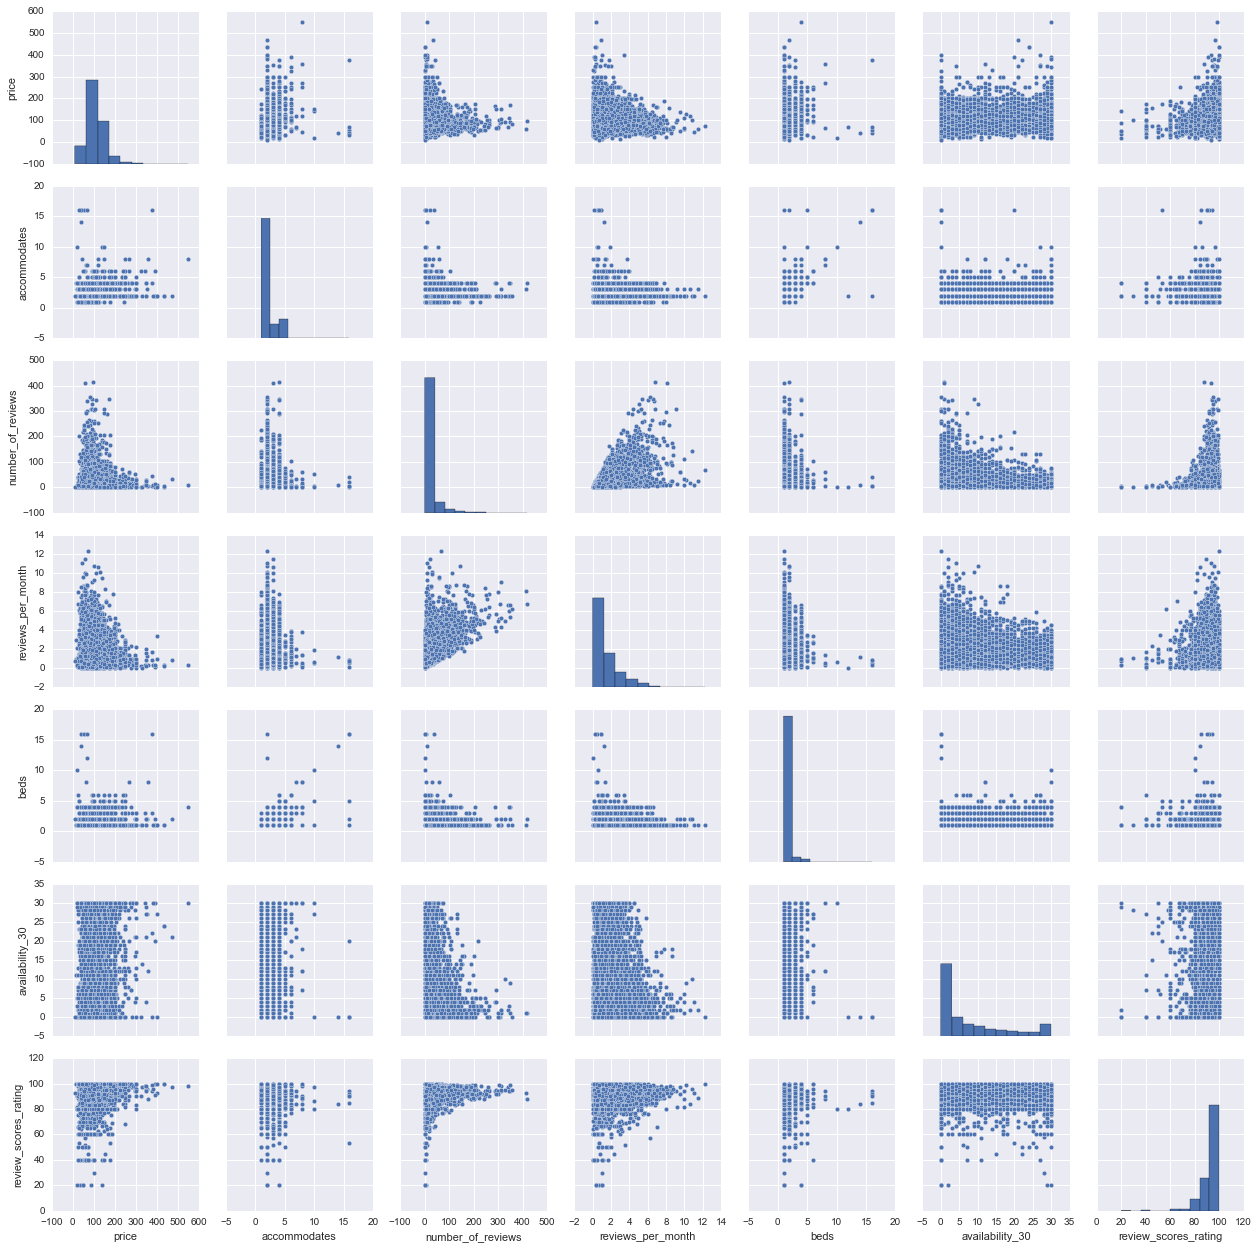 600
500
400
300
200
100
0
−100
price
20
15
10
5
0
−5
accommodates
500
400
300
200
100
0
−100
number_of_reviews
14
12
10
8
6
4
2
0
−2
reviews_per_month
20
15
10
5
0
−5
beds
35
30
25
20
15
10
5
0
−5
availability_30
120
100
80
60
40
20
0
review_scores_rating
−100 0 100 200 300 400 500 600
−5 0 5 10 15 20
−100 0 100 200 300 400 500
−2 0 2 4 6 8 10 12 14
−5 0 5 10 15 20
−5 0 5 10 15 20 25 30 35
0 20 40 60 80 100 120
price
accommodates
number_of_reviews
reviews_per_month
beds
availability_30
review_scores_rating